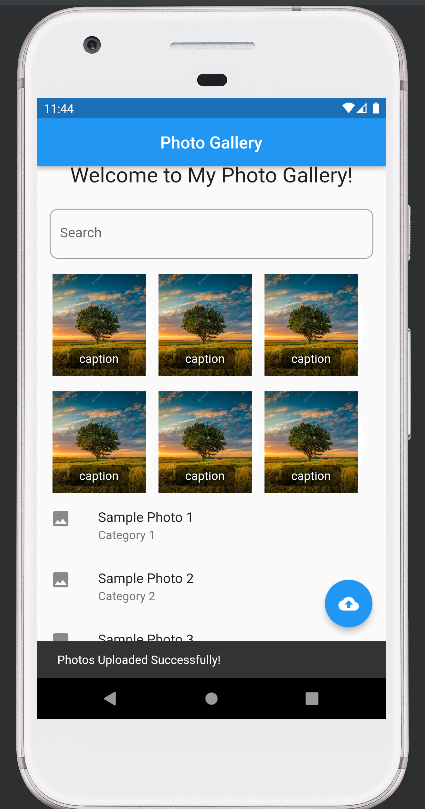 11:44
Photo Gallery
Welcome to My Photo Gallery!
Search
caption caption caption
caption caption caption
Sample Photo 1
Category 1
Sample Photo 2
Category 2
Sample Photo 3
Photos Uploaded Successfully!